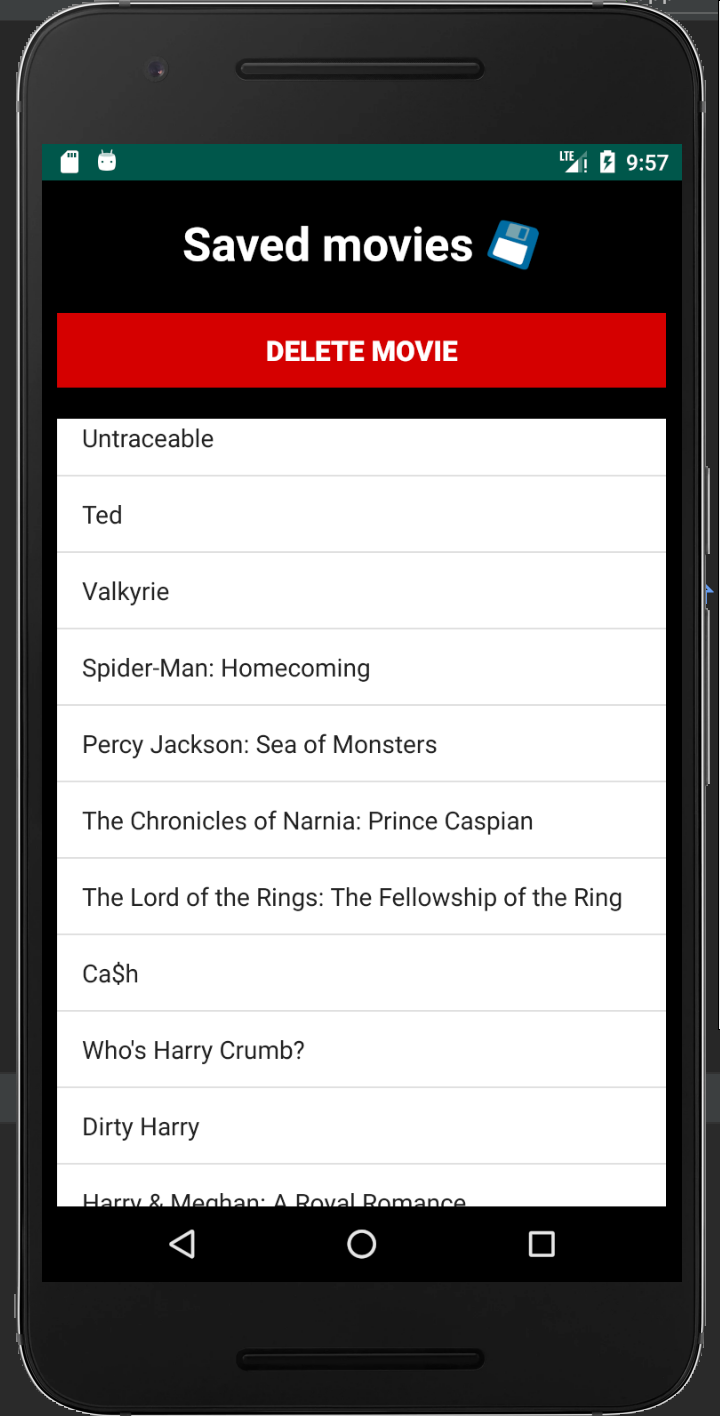 LTE 9:57
Saved movies
DELETE MOVIE
Untraceable
Ted
Valkyrie
Spider-Man: Homecoming
Percy Jackson: Sea of Monsters
The Chronicles of Narnia: Prince Caspian
The Lord of the Rings: The Fellowship of the Ring
Ca$h
Who's Harry Crumb?
Dirty Harry
Harry & Meghan: A Royal Romance